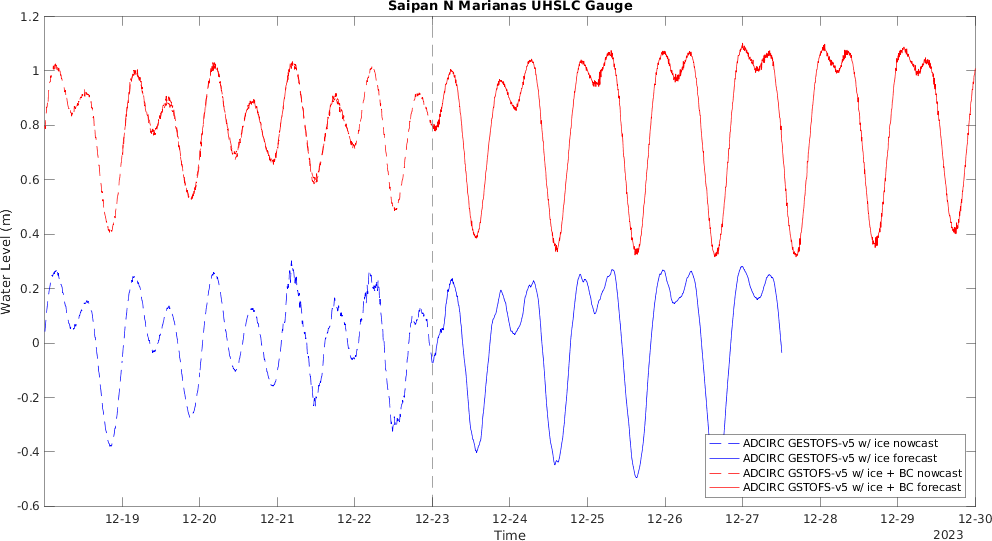 Saipan N Marianas UHSLC Gauge
1.2
1
0.8
0.6
0.4
0.2
0
-0.2
-0.4
-0.6
Water Level (m)
ADCIRC GESTOFS-v5 w/ ice nowcast
ADCIRC GESTOFS-v5 w/ ice forecast
ADCIRC GSTOFS-v5 w/ ice + BC nowcast
ADCIRC GSTOFS-v5 w/ ice + BC forecast
12-19 12-20 12-21 12-22 12-23 12-24 12-25 12-26 12-27 12-28 12-29 12-30
Time
2023